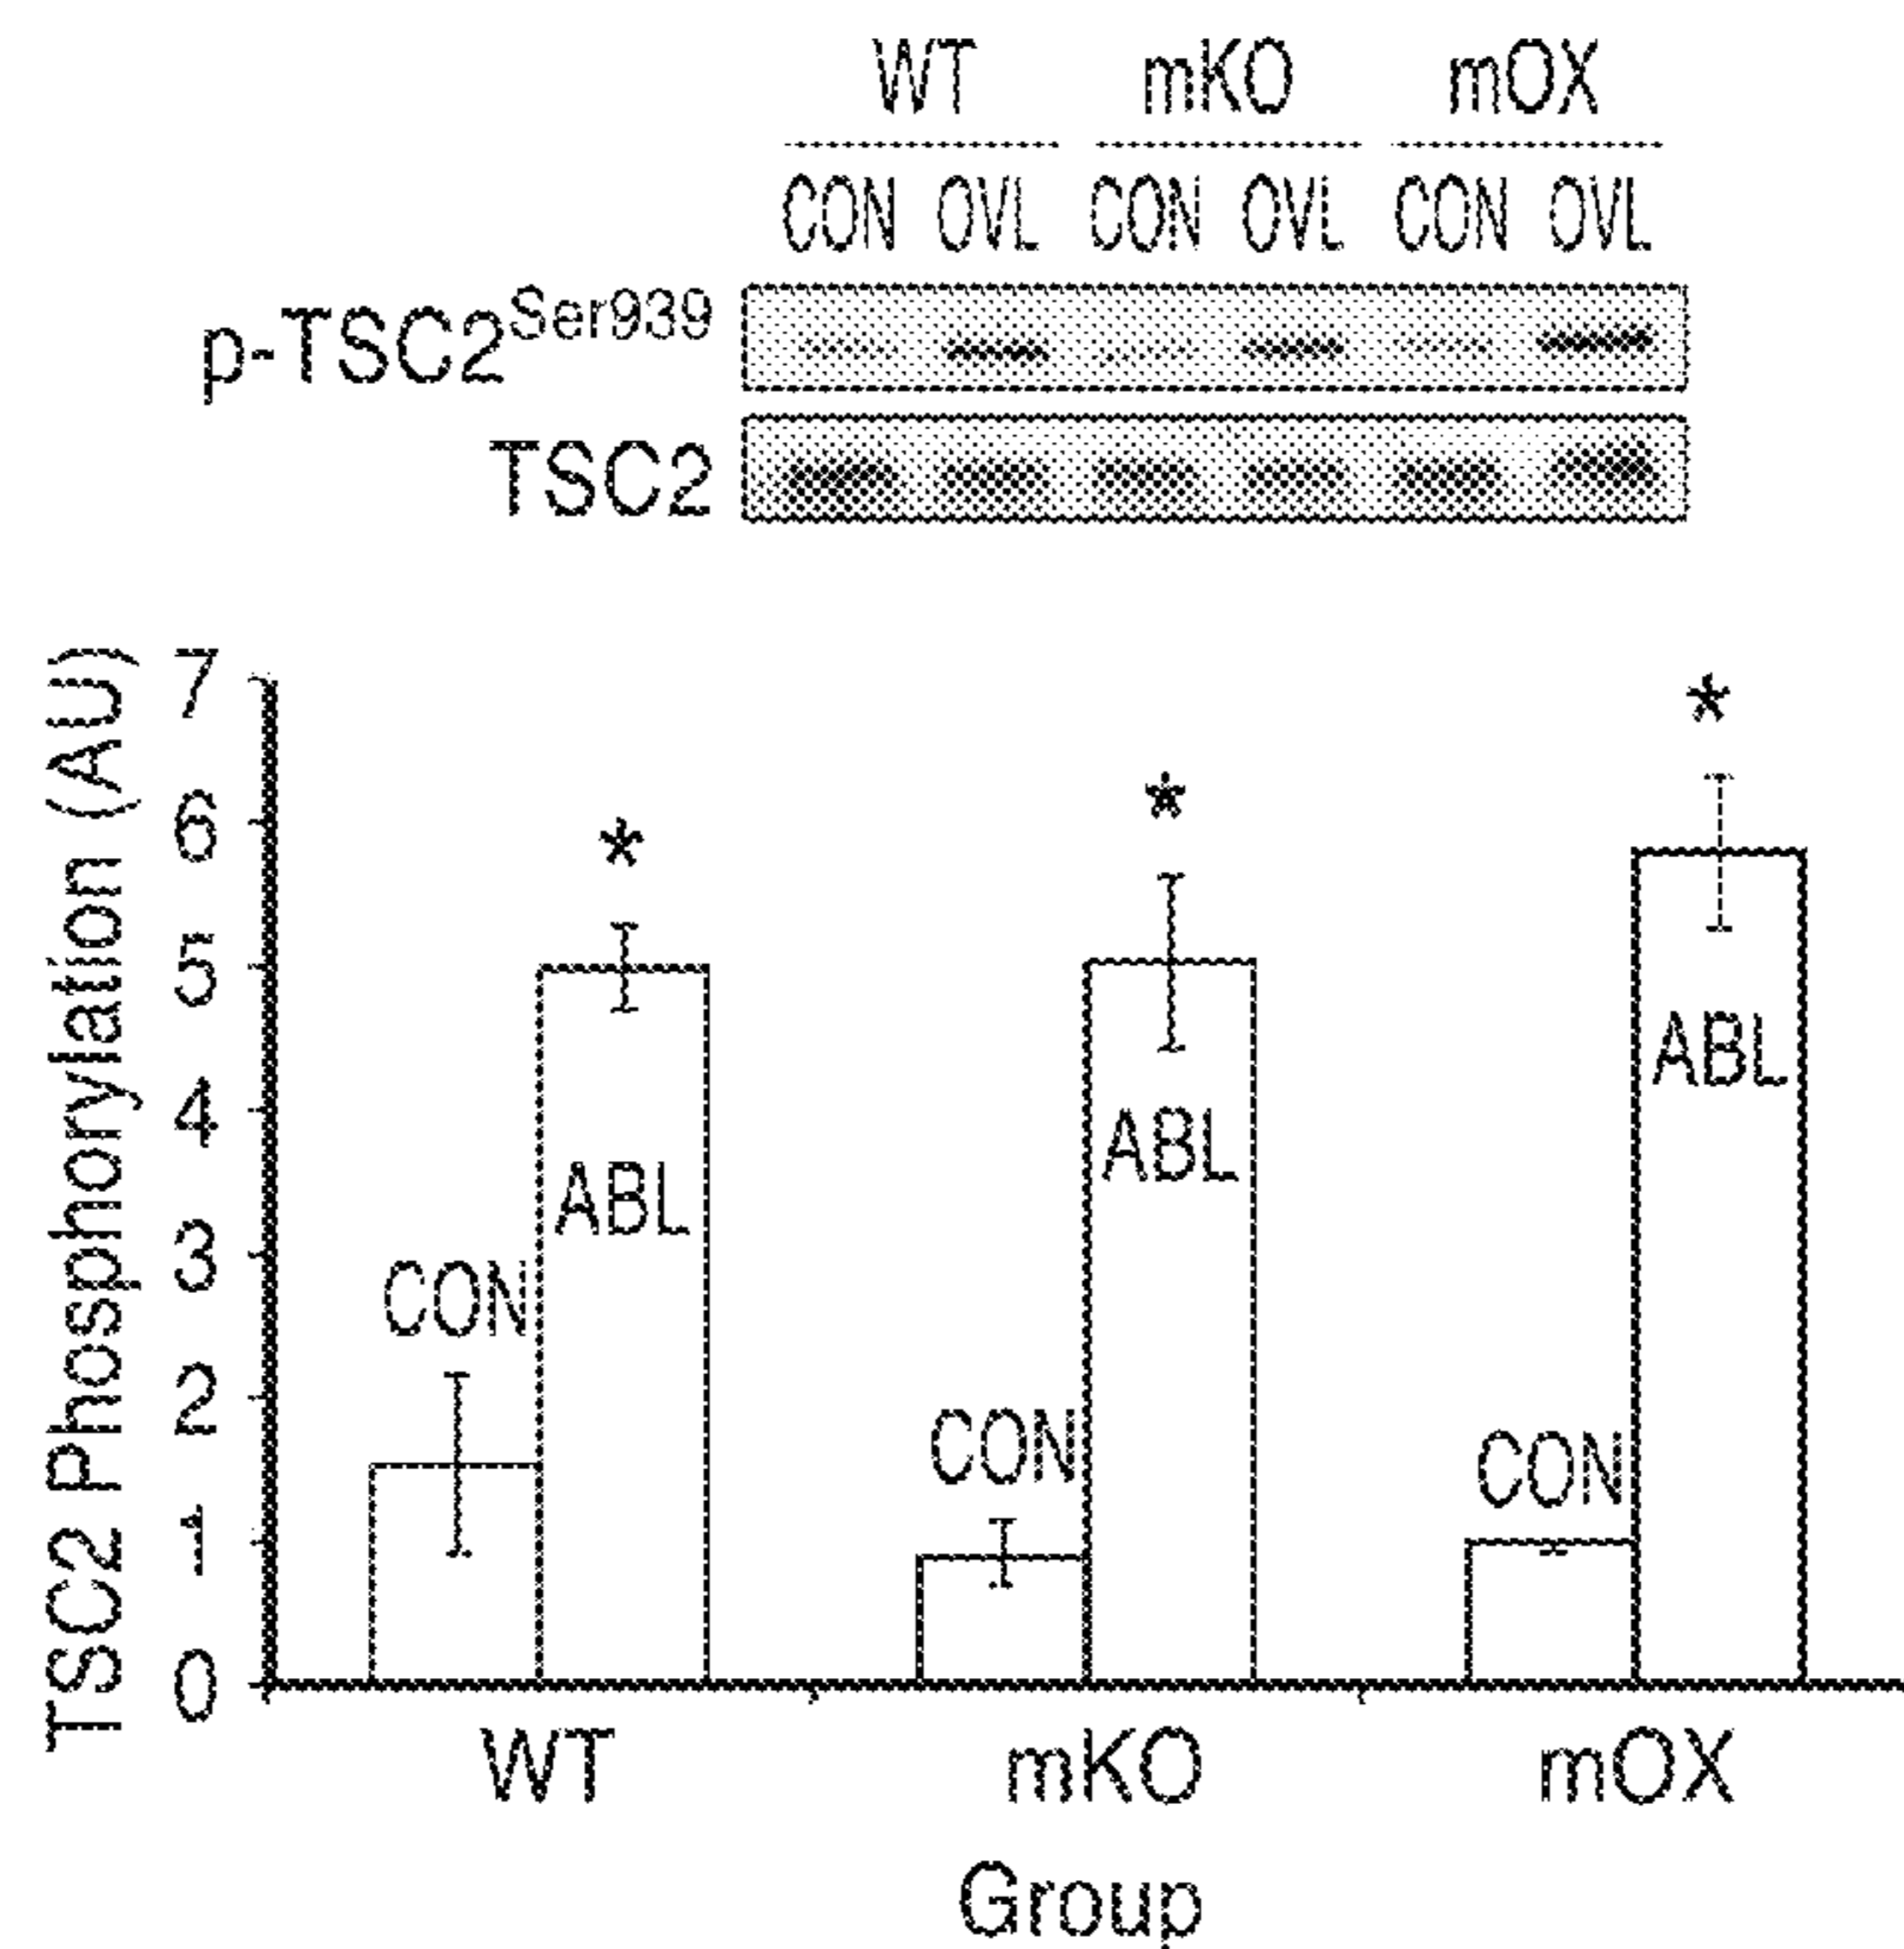 WT mKO mOX
CON OVL CON OVL CON OVL
p-TSC2Ser939
TSC2
TSC2 Phosphorylation (AU)
7
6
5
4
3
2
1
0
*
*
*
CON ABL
CON ABL
CON ABL
WT mKO mOX
Group